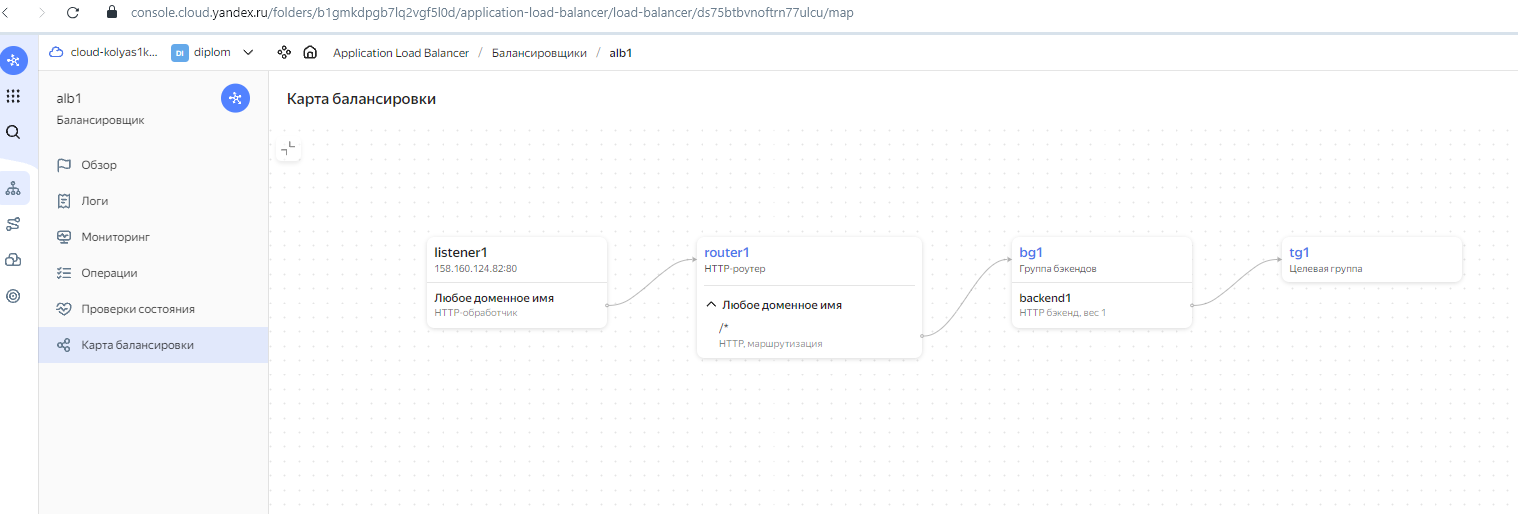 console.cloud.yandex.ru/folders/b1gmkdpgb7lq2vgf5l0d/application-load-balancer/load-balancer/ds75btbvnoftrn77ulcu/map
cloud-kolyas1k... DI diplom Application Load Balancer / Балансировщики / alb1
alb1
Балансировщик
Обзор
Логи
Мониторинг
Операции
Проверки состояния
Карта балансировки
Карта балансировки
listener1
158.160.124.82:80
Любое доменное имя
HTTP-обработчик
router1
HTTP-роутер
Любое доменное имя
/*
HTTP, маршрутизация
bg1
Группа бэкендов
backend1
HTTP бэкенд, вес 1
tg1
Целевая группа